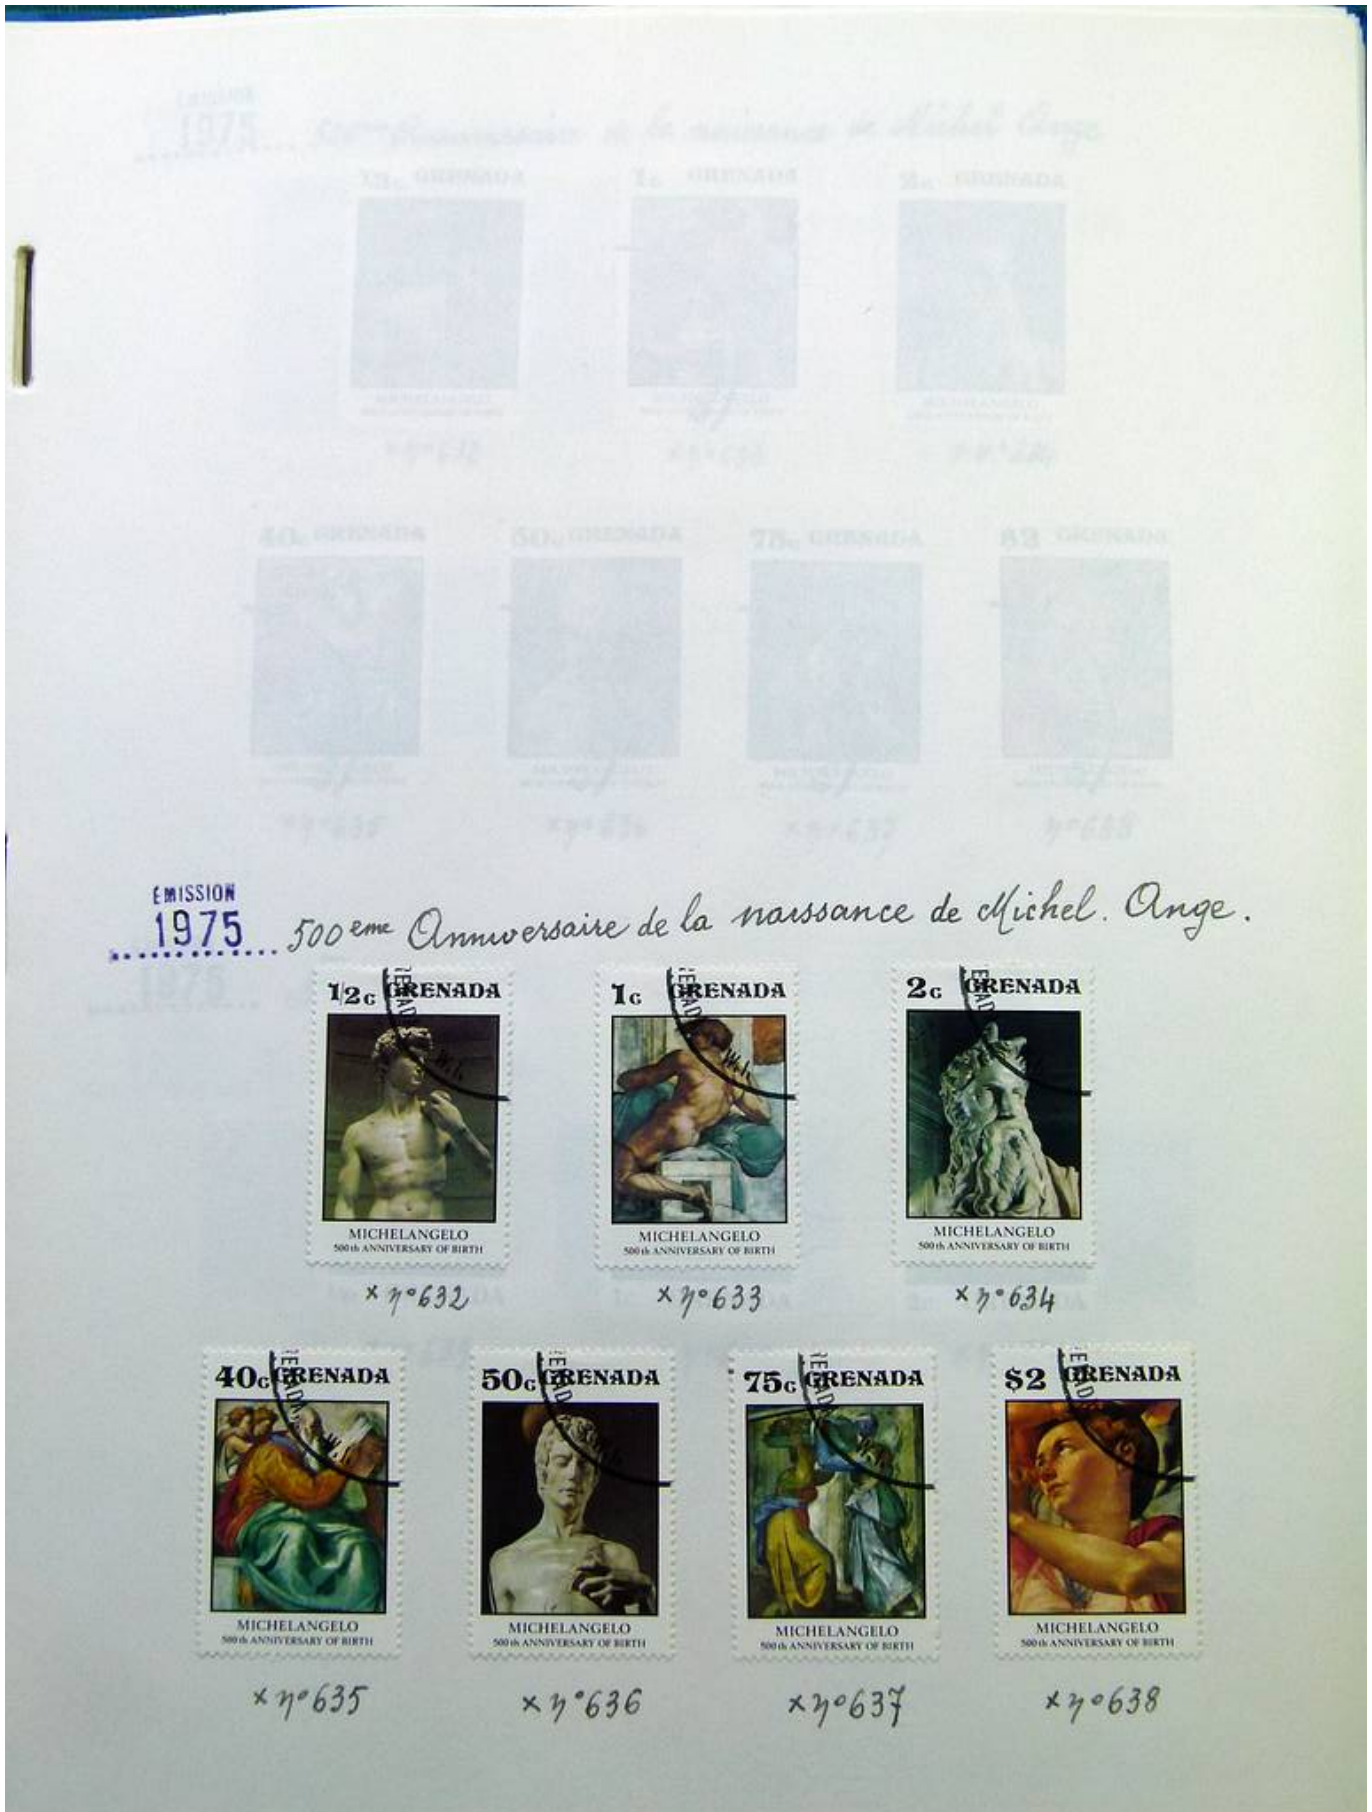 ÉMISSION
1975 500eme Anniversaire de la naissance de Michel. Ange.
1/2c GRENADA
MICHELANGELO
500th ANNIVERSARY OF BIRTH
x n°632
1c GRENADA
MICHELANGELO
500th ANNIVERSARY OF BIRTH
x n°633
2c GRENADA
MICHELANGELO
500th ANNIVERSARY OF BIRTH
x n°634
40c GRENADA
MICHELANGELO
500th ANNIVERSARY OF BIRTH
x n°635
50c GRENADA
MICHELANGELO
500th ANNIVERSARY OF BIRTH
x n°636
75c GRENADA
MICHELANGELO
500th ANNIVERSARY OF BIRTH
x n°637
$2 GRENADA
MICHELANGELO
500th ANNIVERSARY OF BIRTH
x n°638